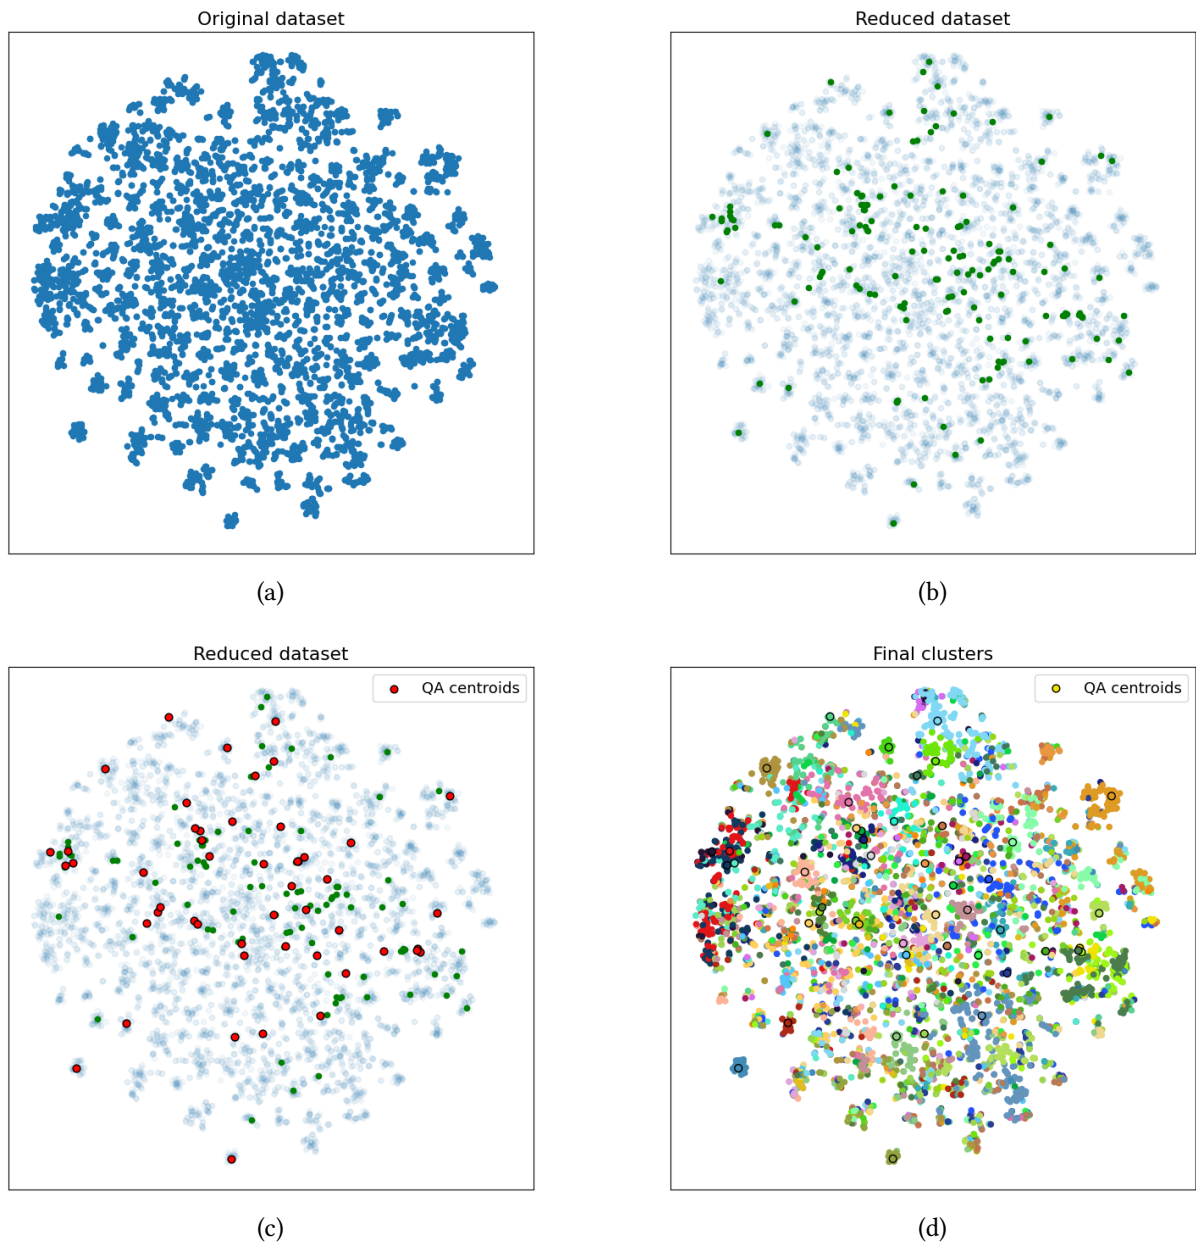 Original dataset
Reduced dataset
(a)
(b)
Reduced dataset
Final clusters
QA centroids
QA centroids
(c)
(d)